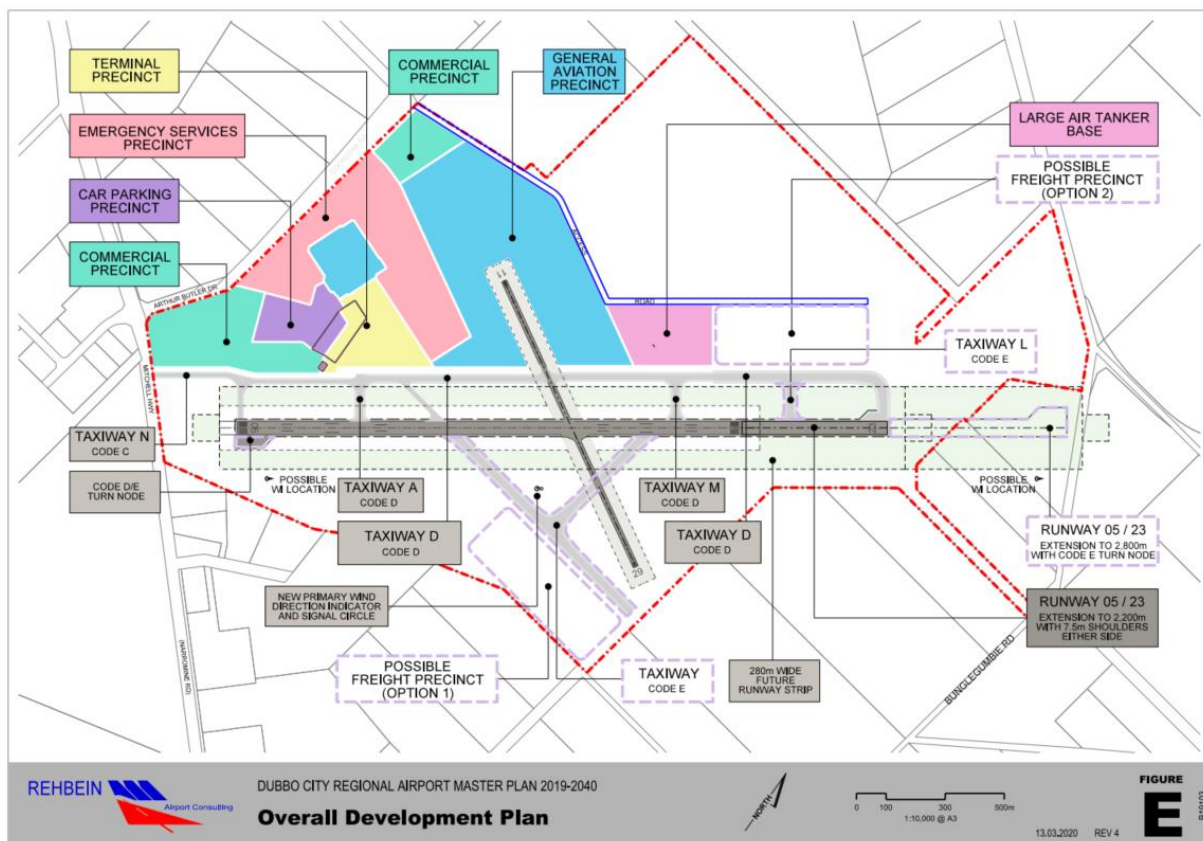 TERMINAL
PRECINCT
COMMERCIAL
PRECINCT
GENERAL
AVIATION
PRECINCT
LARGE AIR TANKER
BASE
EMERGENCY SERVICES
PRECINCT
POSSIBLE
FREIGHT PRECINCT
(OPTION 2)
CAR PARKING
PRECINCT
COMMERCIAL
PRECINCT
ARTHUR BUTLER DR
ACCESS
ROAD
11
TAXIWAY L
CODE E
MITCHELL HWY
TAXIWAY N
CODE C
CODE D/E
TURN NODE
POSSIBLE
WI LOCATION
TAXIWAY A
CODE D
TAXIWAY M
CODE D
POSSIBLE
WI LOCATION
TAXIWAY D
CODE D
TAXIWAY D
CODE D
RUNWAY 05 / 23
EXTENSION TO 2,800m
WITH CODE E TURN NODE
29
NEW PRIMARY WIND
DIRECTION INDICATOR
AND SIGNAL CIRCLE
RUNWAY 05 / 23
EXTENSION TO 2,200m
WITH 7.5m SHOULDERS
EITHER SIDE
(NARROMINE RD)
POSSIBLE
FREIGHT PRECINCT
(OPTION 1)
TAXIWAY
CODE E
280m WIDE
FUTURE
RUNWAY STRIP
BUNGLEGUMBIE RD
REHBEIN
Airport Consulting
DUBBO CITY REGIONAL AIRPORT MASTER PLAN 2019-2040
Overall Development Plan
NORTH
0 100 300 500m
1:10,000 @ A3
13.03.2020 REV 4
FIGURE
E